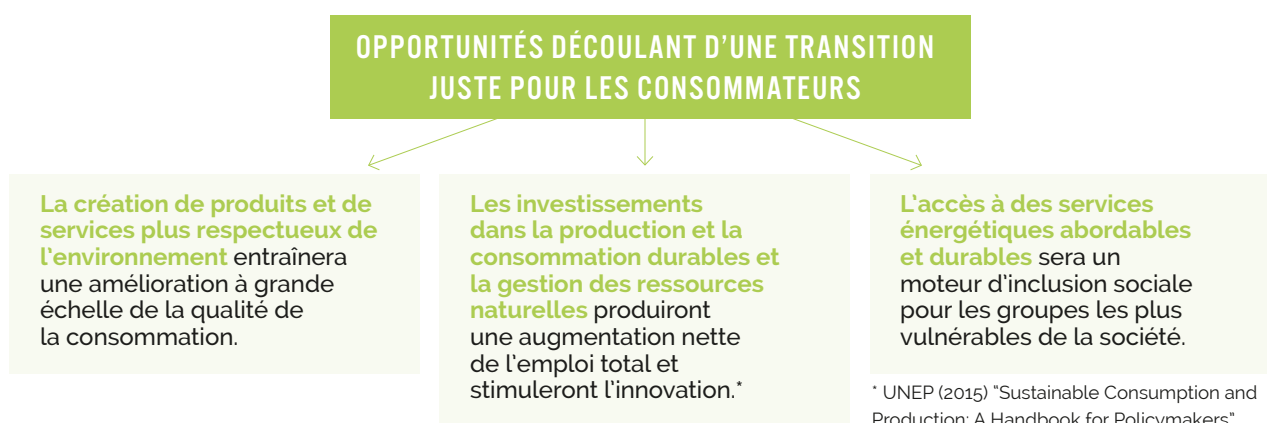 OPPORTUNITÉS DÉCOULANT D'UNE TRANSITION
JUSTE POUR LES CONSOMMATEURS
La création de produits et de
services plus respectueux de
l'environnement entraînera
une amélioration à grande
échelle de la qualité de
la consommation.
Les investissements
dans la production et la
consommation durables et
la gestion des ressources
naturelles produiront
une augmentation nette
de l'emploi total et
stimuleront l'innovation.*
L'accès à des services
énergétiques abordables
et durables sera un
moteur d'inclusion sociale
pour les groupes les plus
vulnérables de la société.
* UNEP (2015) "Sustainable Consumption and
Production: A Handbook for Policymakers"